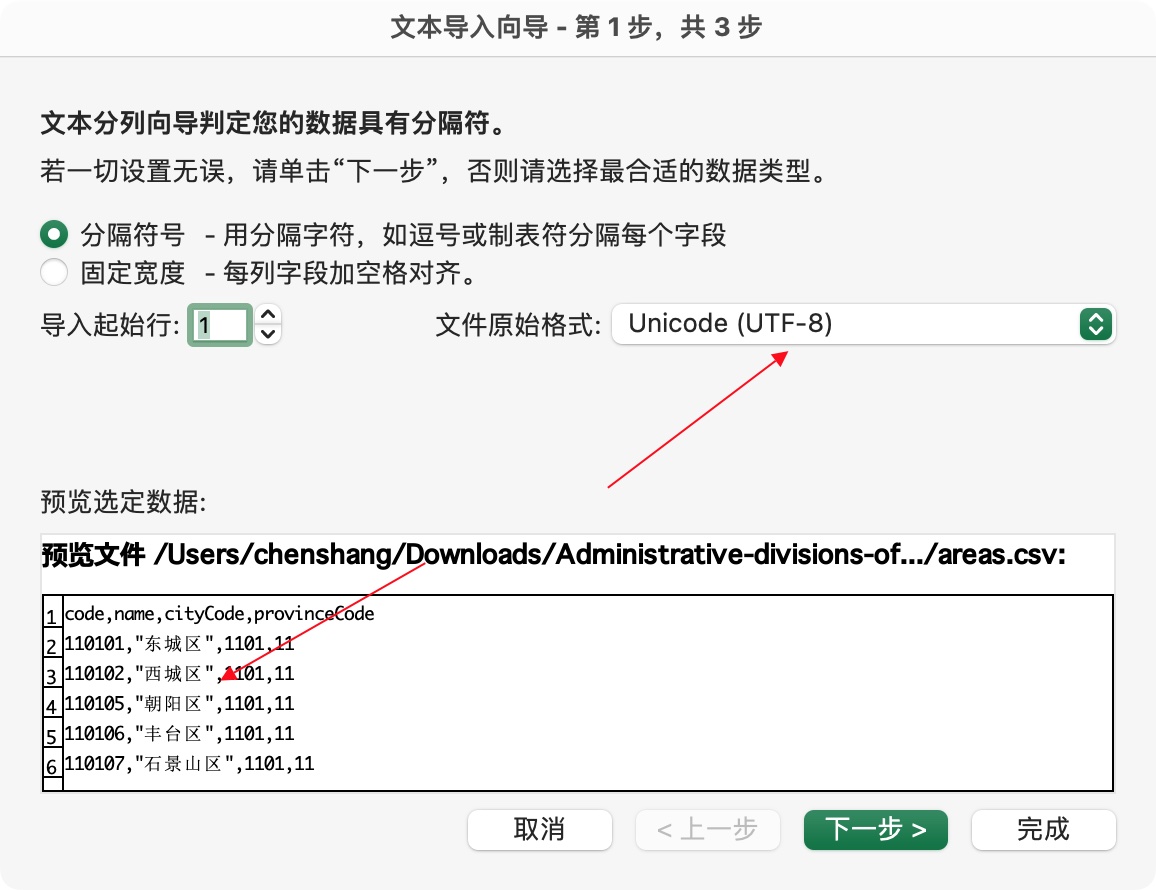 文本导入向导 - 第 1 步，共 3 步
文本分列向导判定您的数据具有分隔符。
若一切设置无误，请单击“下一步”，否则请选择最合适的数据类型。
分隔符号 - 用分隔字符，如逗号或制表符分隔每个字段
固定宽度 - 每列字段加空格对齐。
导入起始行: 1 文件原始格式: Unicode (UTF-8)
预览选定数据:
预览文件 /Users/chenshang/Downloads/Administrative-divisions-of.../areas.csv:
1 code,name,cityCode,provinceCode
2 110101,"东城区",1101,11
3 110102,"西城区",1101,11
4 110105,"朝阳区",1101,11
5 110106,"丰台区",1101,11
6 110107,"石景山区",1101,11
取消 < 上一步 下一步 > 完成